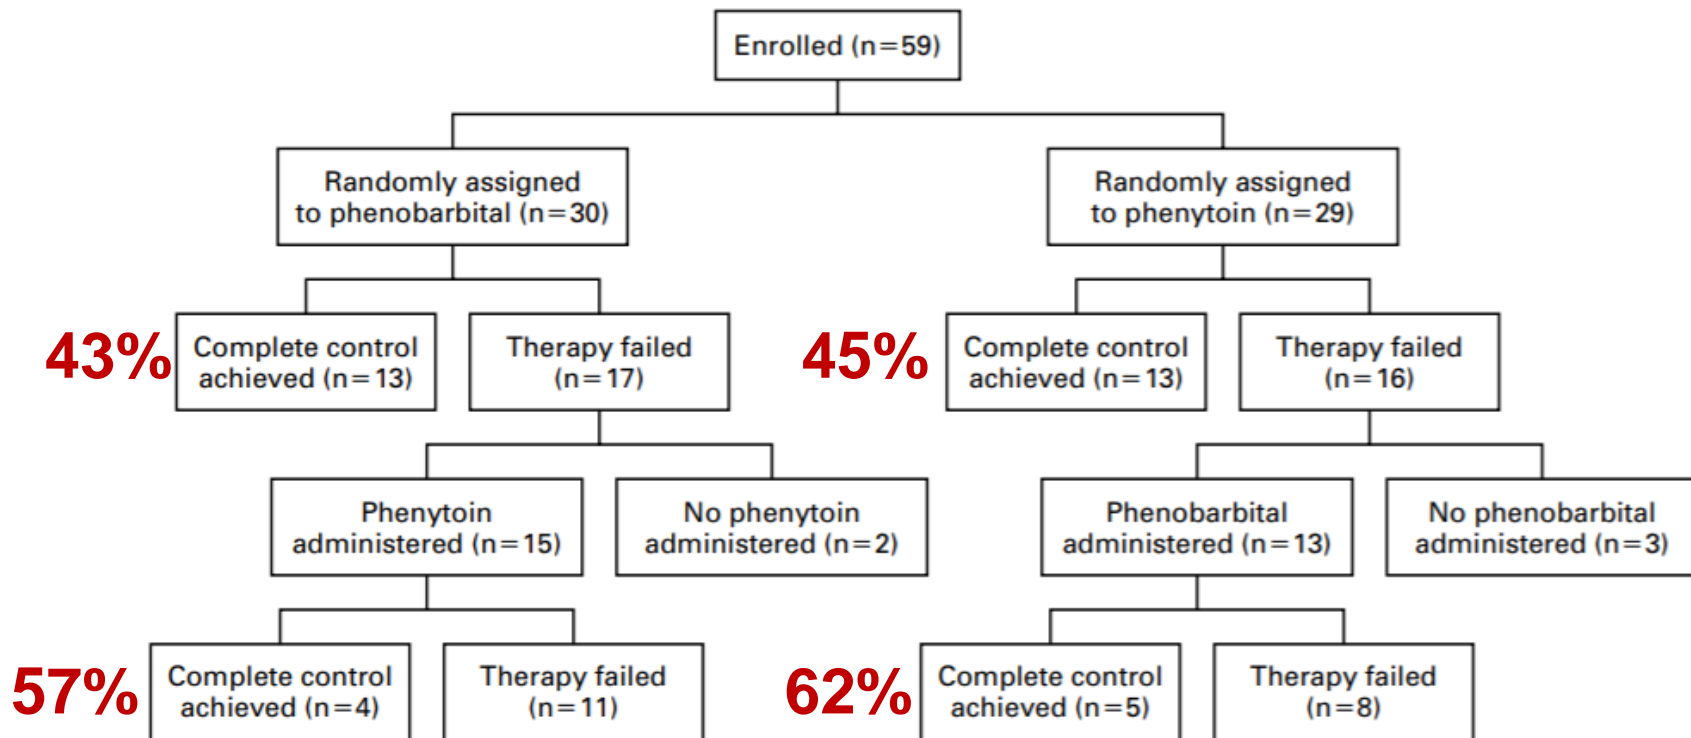 Enrolled (n=59)
Randomly assigned
to phenobarbital (n=30)
Randomly assigned
to phenytoin (n=29)
43%
Complete control
achieved (n=13)
Therapy failed
(n=17)
45%
Complete control
achieved (n=13)
Therapy failed
(n=16)
Phenytoin
administered (n=15)
No phenytoin
administered (n=2)
Phenobarbital
administered (n=13)
No phenobarbital
administered (n=3)
57%
Complete control
achieved (n=4)
Therapy failed
(n=11)
62%
Complete control
achieved (n=5)
Therapy failed
(n=8)